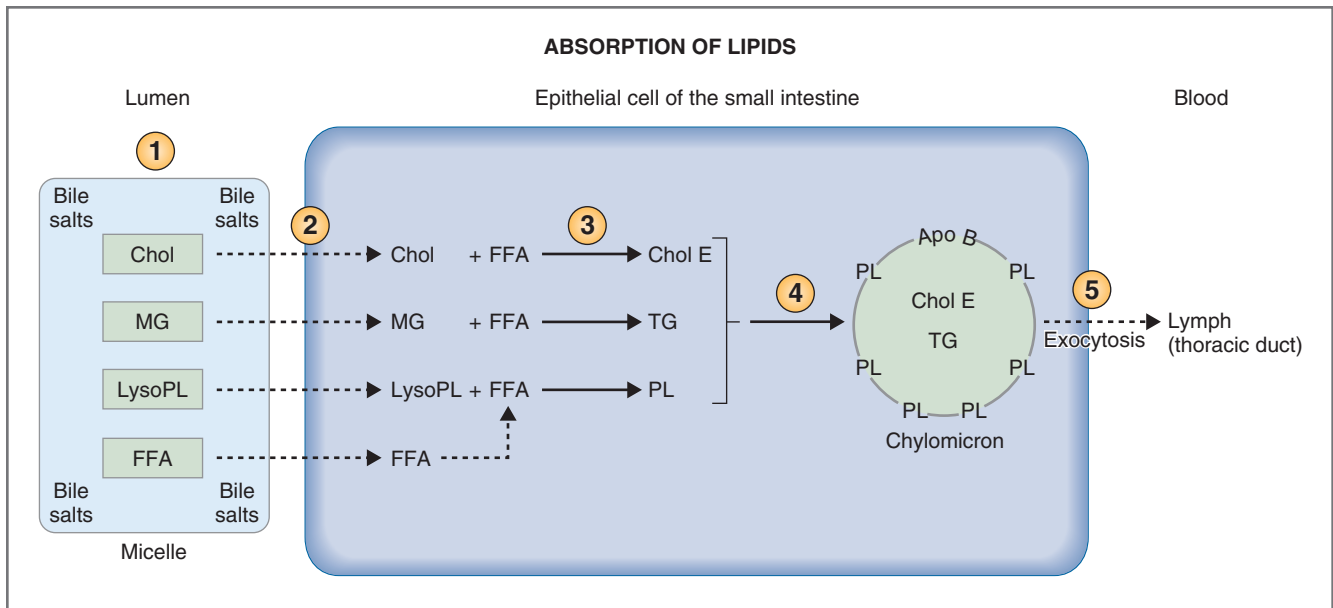 ABSORPTION OF LIPIDS
Lumen
Epithelial cell of the small intestine
Blood
1
Bile
salts
Bile
salts
2
3
Chol
Chol + FFA
Chol E
Apo B
PL
PL
4
5
Chol E
MG
MG + FFA
TG
TG
Exocytosis
Lymph
(thoracic duct)
LysoPL
LysoPL + FFA
PL
PL
PL
PL
PL
Chylomicron
FFA
FFA
Bile
salts
Bile
salts
Micelle